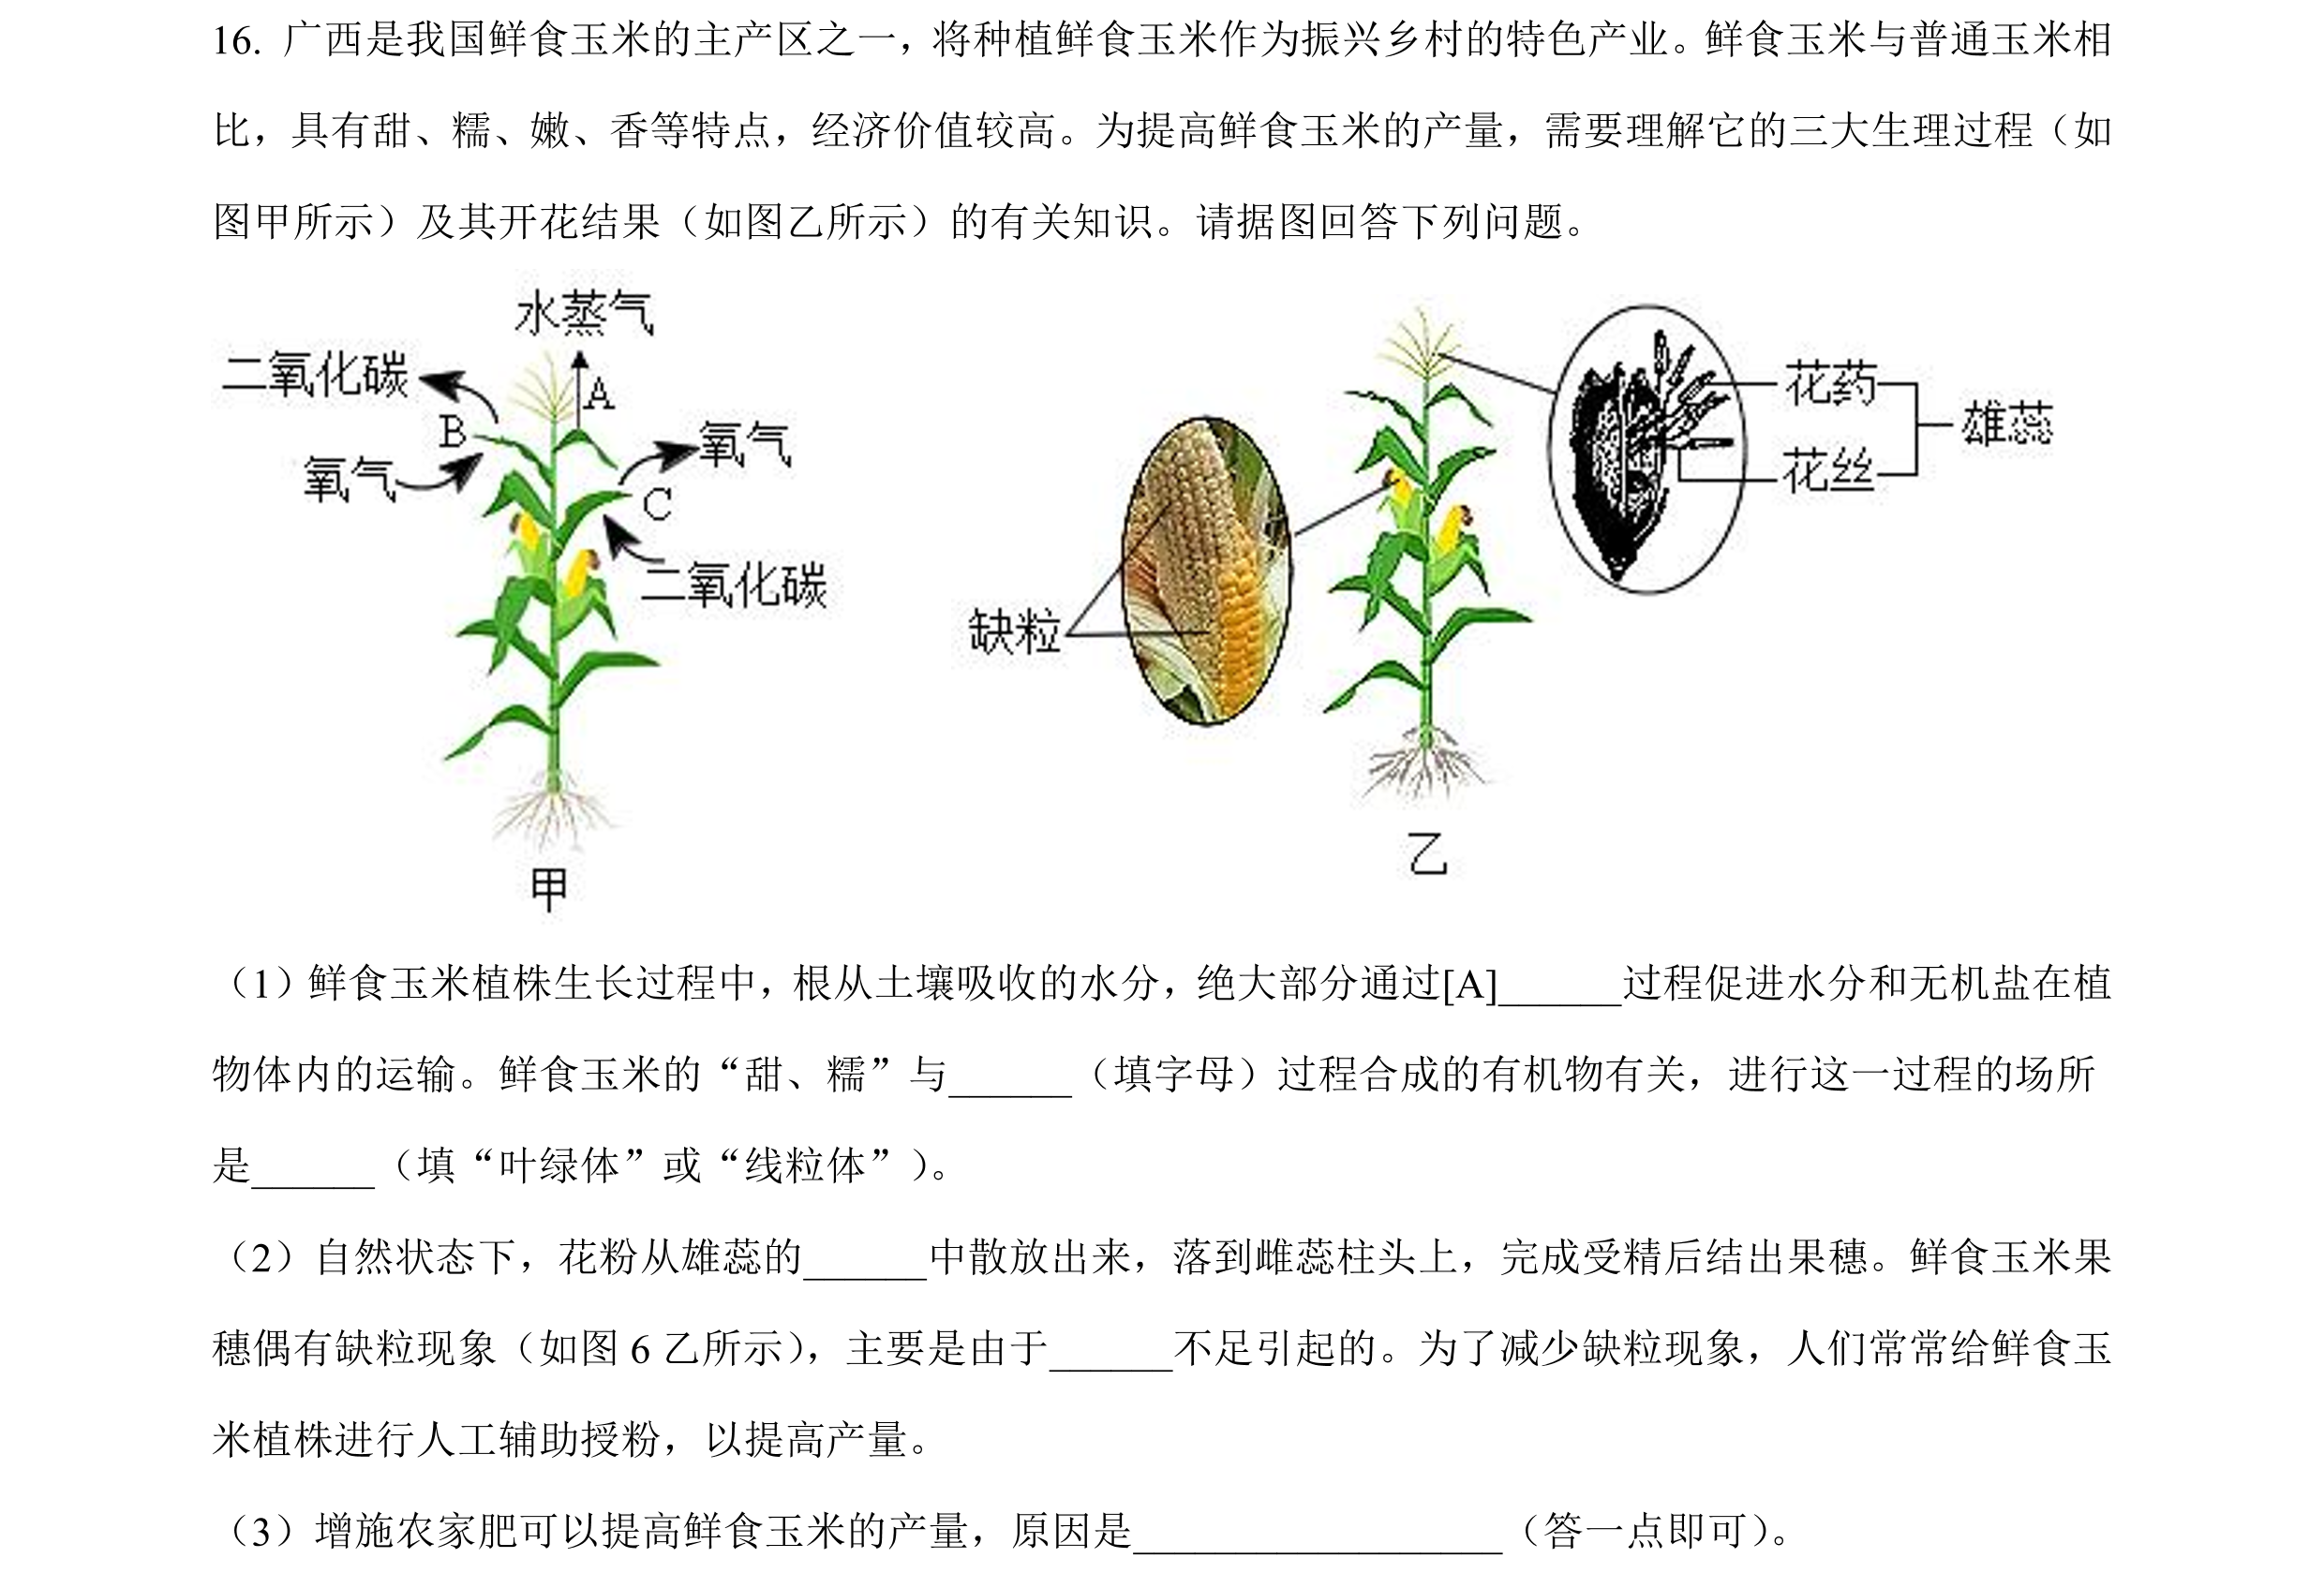 16. 广西是我国鲜食玉米的主产区之一，将种植鲜食玉米作为振兴乡村的特色产业。鲜食玉米与普通玉米相
比，具有甜、糯、嫩、香等特点，经济价值较高。为提高鲜食玉米的产量，需要理解它的三大生理过程（如
图甲所示）及其开花结果（如图乙所示）的有关知识。请据图回答下列问题。
水蒸气
二氧化碳
A
B
氧气
氧气
C
二氧化碳
甲
缺粒
花药
花丝
雄蕊
乙
（1）鲜食玉米植株生长过程中，根从土壤吸收的水分，绝大部分通过[A]______过程促进水分和无机盐在植
物体内的运输。鲜食玉米的“甜、糯”与______（填字母）过程合成的有机物有关，进行这一过程的场所
是______（填“叶绿体”或“线粒体”）。
（2）自然状态下，花粉从雄蕊的______中散放出来，落到雌蕊柱头上，完成受精后结出果穗。鲜食玉米果
穗偶有缺粒现象（如图 6 乙所示），主要是由于______不足引起的。为了减少缺粒现象，人们常常给鲜食玉
米植株进行人工辅助授粉，以提高产量。
（3）增施农家肥可以提高鲜食玉米的产量，原因是__________________（答一点即可）。